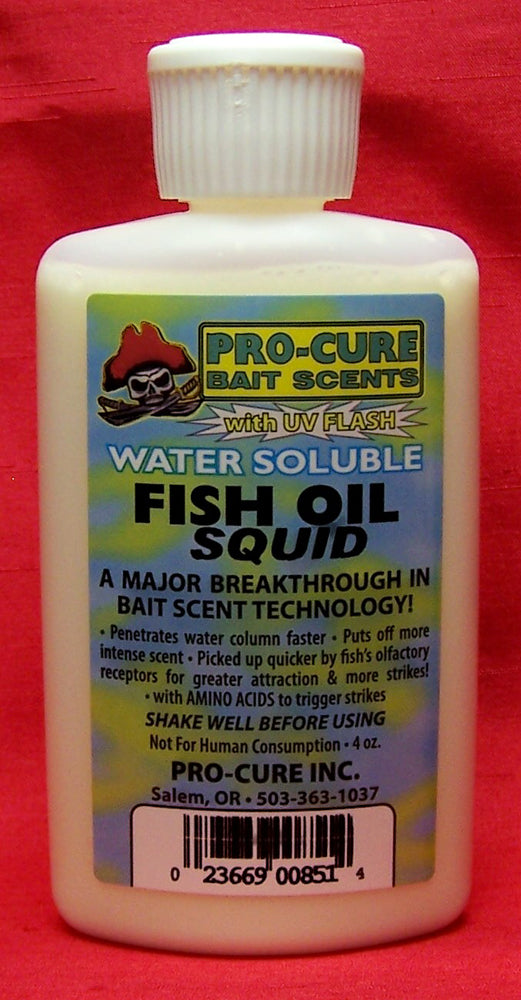 PRO-CURE
BAIT SCENTS
with UV FLASH
WATER SOLUBLE
FISH OIL
SQUID
A MAJOR BREAKTHROUGH IN
BAIT SCENT TECHNOLOGY!
• Penetrates water column faster • Puts off more
intense scent • Picked up quicker by fish's olfactory
receptors for greater attraction & more strikes!
• with AMINO ACIDS to trigger strikes
SHAKE WELL BEFORE USING
Not For Human Consumption • 4 oz.
PRO-CURE INC.
Salem, OR • 503-363-1037
0 23669 00851 4